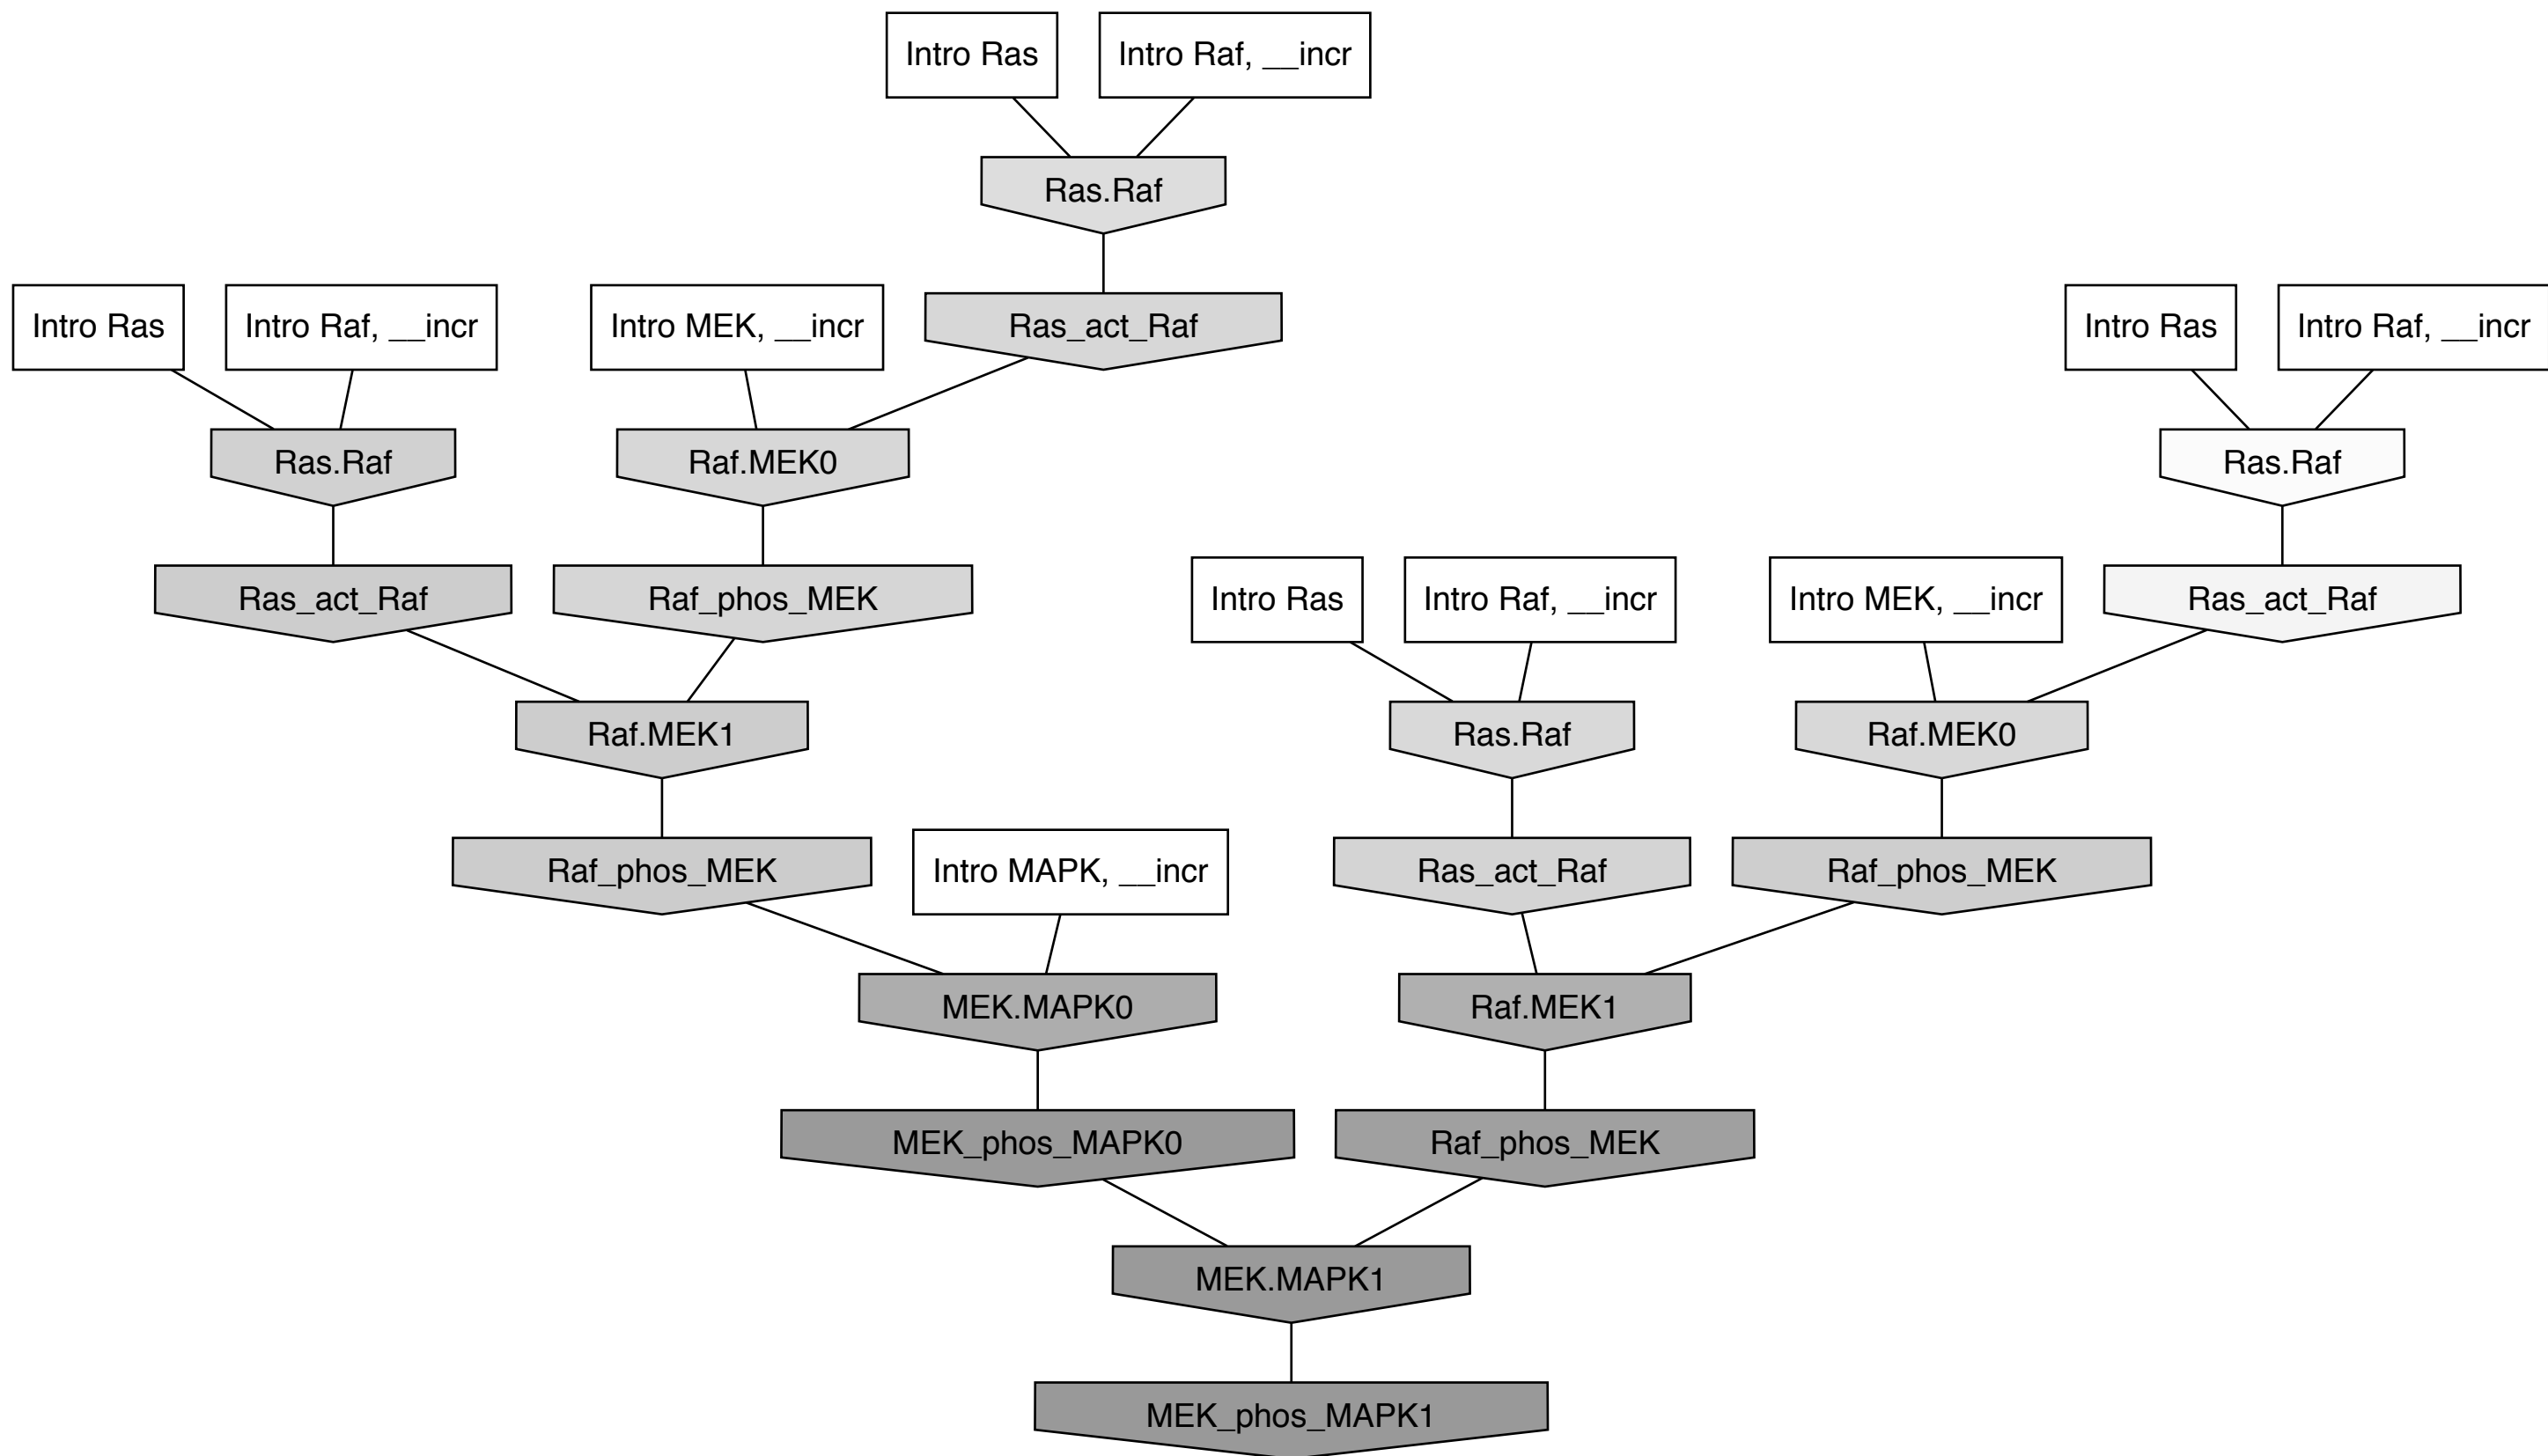 Intro Ras
Intro Raf, __incr
Ras.Raf
Intro Ras
Intro Raf, __incr
Intro MEK, __incr
Ras_act_Raf
Intro Ras
Intro Raf, __incr
Ras.Raf
Raf.MEK0
Ras.Raf
Ras_act_Raf
Raf_phos_MEK
Intro Ras
Intro Raf, __incr
Intro MEK, __incr
Ras_act_Raf
Raf.MEK1
Ras.Raf
Raf.MEK0
Raf_phos_MEK
Intro MAPK, __incr
Ras_act_Raf
Raf_phos_MEK
MEK.MAPK0
Raf.MEK1
MEK_phos_MAPK0
Raf_phos_MEK
MEK.MAPK1
MEK_phos_MAPK1